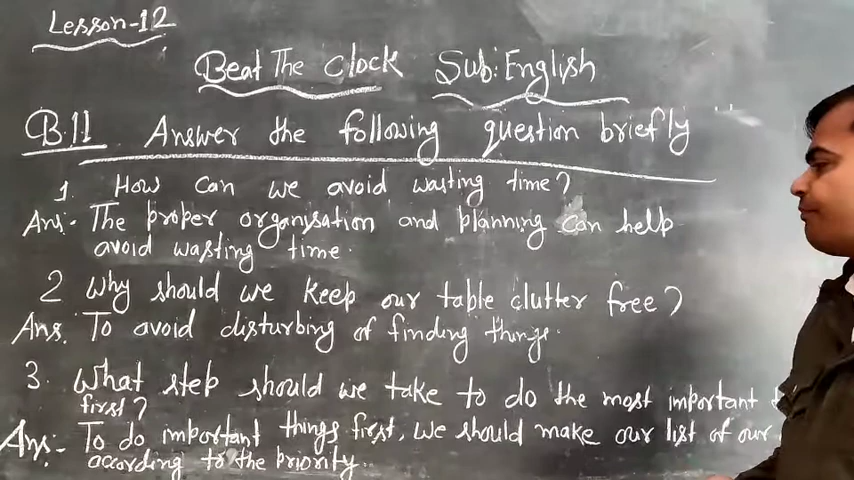 Lesson-12
Beat The Clock Sub: English
B.11 Answer the following question briefly
1. How can we avoid wasting time?
Ans:- The proper organisation and planning can help
avoid wasting time.
2 Why should we keep our table clutter free?
Ans. To avoid disturbing of finding things.
3. What step should we take to do the most important
first?
Ans:- To do important things first, we should make our list of our
according to the priority.